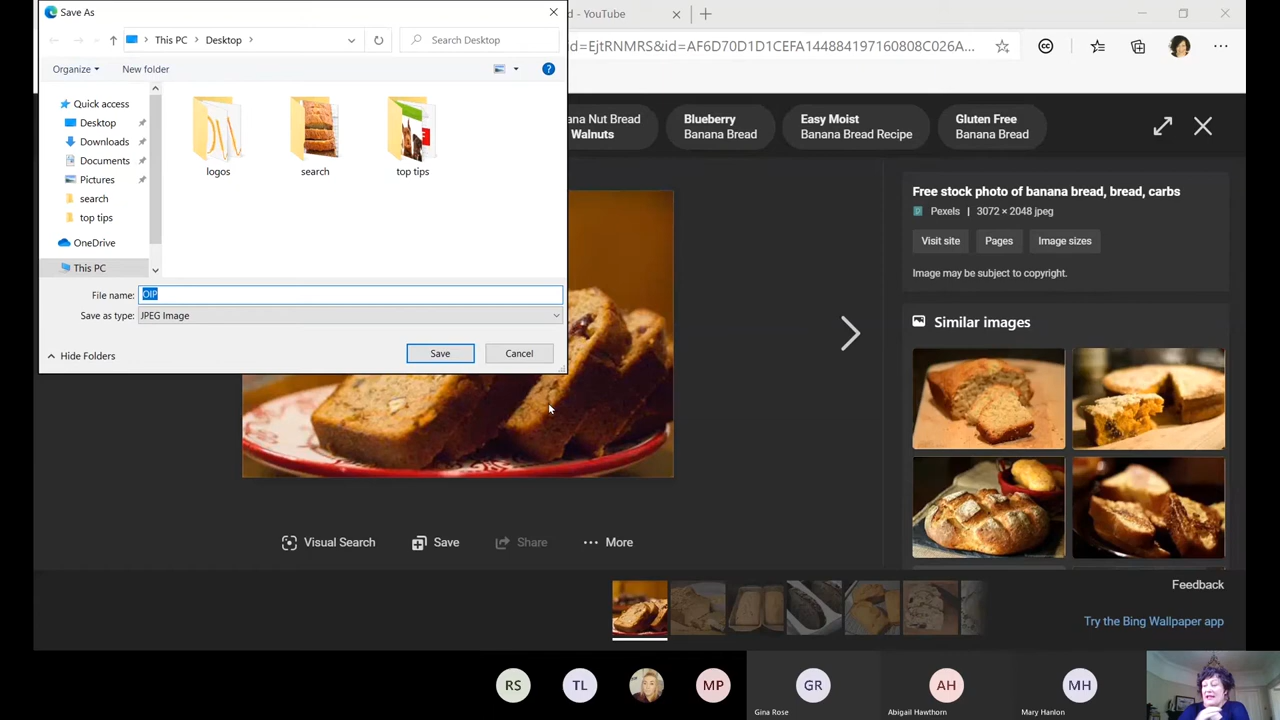 Save As
d - YouTube
This PC
Desktop
Search Desktop
id=EjtRNMRS&id=AF6D70D1D1CEFA144884197160808C026A...
Organize
New folder
Quick access
Desktop
Downloads
Documents
Pictures
search
top tips
OneDrive
This PC
logos
search
top tips
File name:
OIP
Save as type:
JPEG Image
Hide Folders
Save
Cancel
ana Nut Bread
Walnuts
Blueberry
Banana Bread
Easy Moist
Banana Bread Recipe
Gluten Free
Banana Bread
Free stock photo of banana bread, bread, carbs
Pexels | 3072 × 2048 jpeg
Visit site
Pages
Image sizes
Image may be subject to copyright.
Similar images
Visual Search
Save
Share
More
Feedback
Try the Bing Wallpaper app
RS
TL
MP
GR
Gina Rose
AH
Abigail Hawthorn
MH
Mary Hanlon